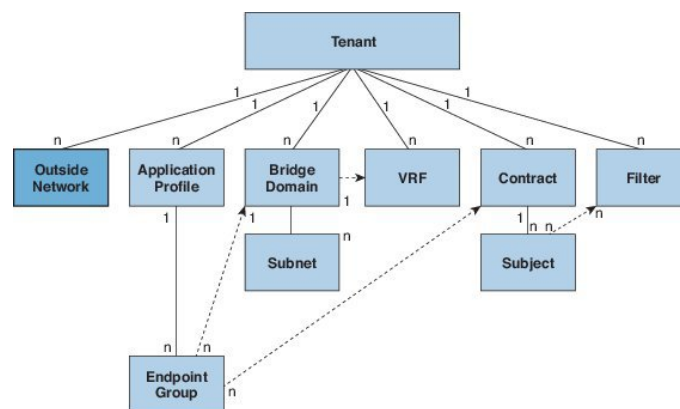 Tenant
1
1
1
1
1
1
n
n
n
n
n
n
Outside
Network
Application
Profile
Bridge
Domain
VRF
Contract
Filter
1
1
1
1
n
n
n
Subnet
n
Subject
n
n
Endpoint
Group
n